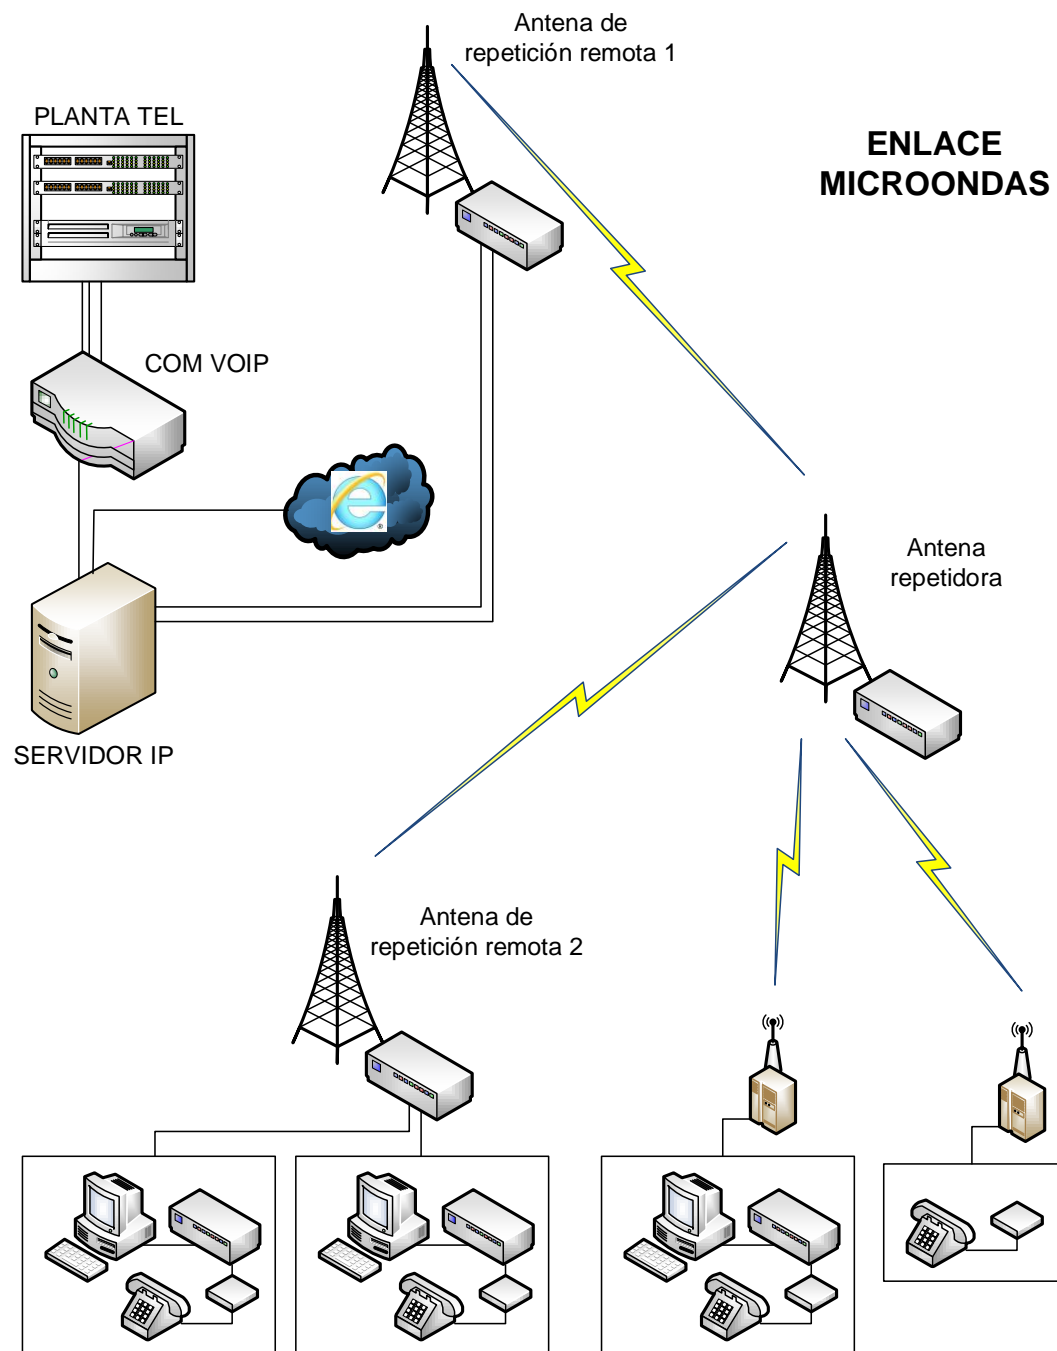 Antena de
repetición remota 1
PLANTA TEL
ENLACE
MICROONDAS
COM VOIP
Antena
repetidora
SERVIDOR IP
Antena de
repetición remota 2